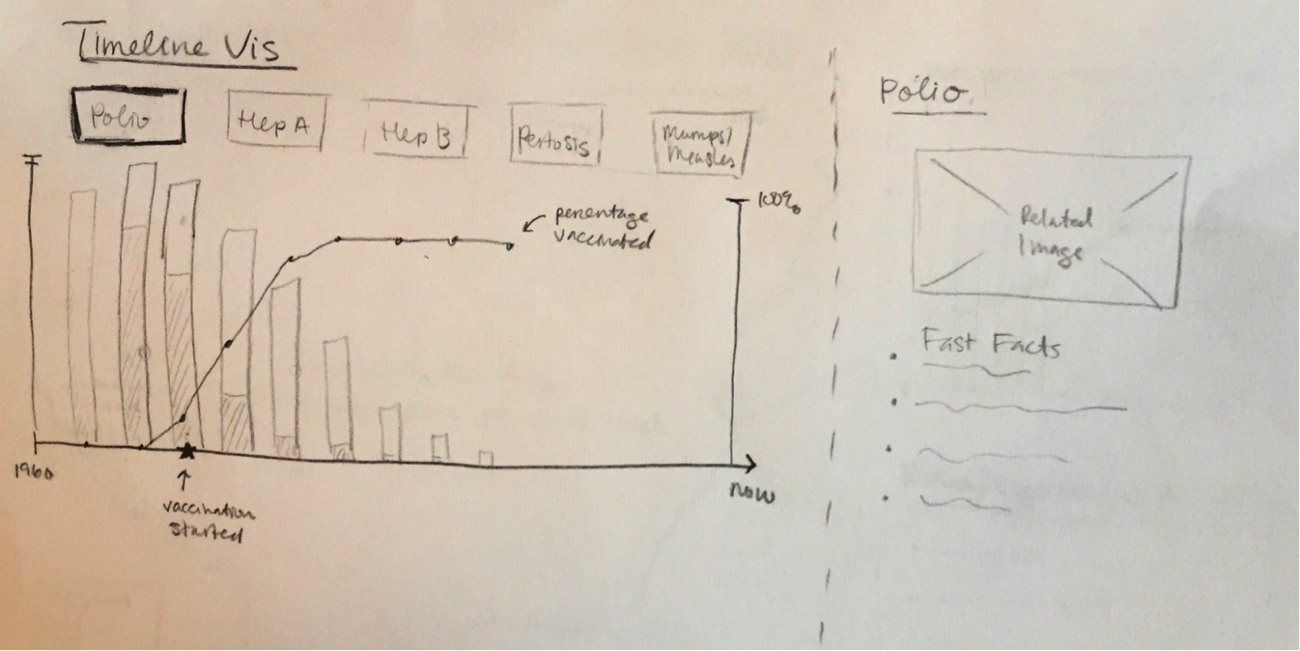 Timeline Vis
Polio
Hep A
Hep B
Pertosis
Mumps/
Measles
100%
percentage
vaccinated
1960
now
vaccination
started
Polio
Related
Image
Fast Facts